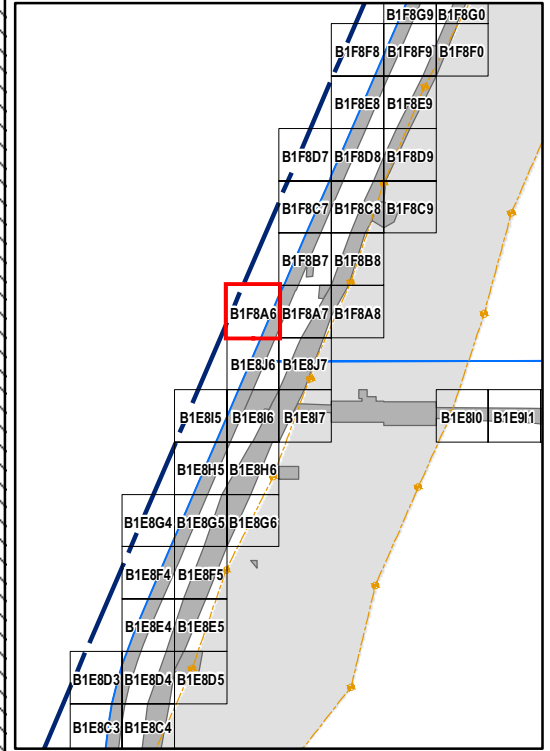 B1F8G9 B1F8G0
B1F8F8 B1F8F9 B1F8F0
B1F8E8 B1F8E9
B1F8D7 B1F8D8 B1F8D9
B1F8C7 B1F8C8 B1F8C9
B1F8B7 B1F8B8
B1F8A6 B1F8A7 B1F8A8
B1E8J6 B1E8J7
B1E8I5 B1E8I6 B1E8I7 B1E8I0 B1E9I1
B1E8H5 B1E8H6
B1E8G4 B1E8G5 B1E8G6
B1E8F4 B1E8F5
B1E8E4 B1E8E5
B1E8D3 B1E8D4 B1E8D5
B1E8C3 B1E8C4